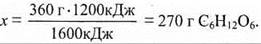 x = 360 г · 1200кДж / 1600кДж = 270 г C₆H₁₂O₆.